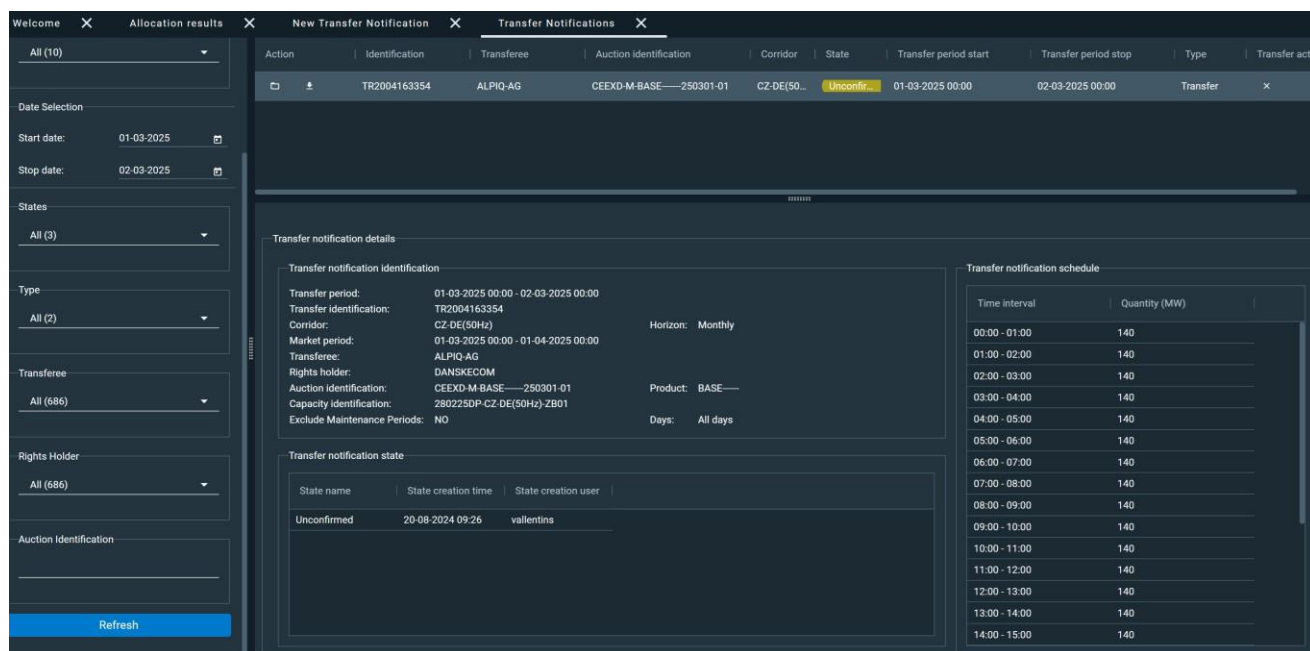 Welcome X Allocation results X New Transfer Notification X Transfer Notifications X
All (10)
Date Selection
Start date: 01-03-2025
Stop date: 02-03-2025
States
All (3)
Type
All (2)
Transferee
All (686)
Rights Holder
All (686)
Auction Identification
Refresh
Action Identification Transferee Auction identification Corridor State Transfer period start Transfer period stop Type Transfer act
TR2004163354 ALPIQ-AG CEEXD-M-BASE------250301-01 CZ-DE(50... Unconfir... 01-03-2025 00:00 02-03-2025 00:00 Transfer X
Transfer notification details
Transfer notification identification
Transfer period: 01-03-2025 00:00 - 02-03-2025 00:00
Transfer identification: TR2004163354
Corridor: CZ-DE(50Hz) Horizon: Monthly
Market period: 01-03-2025 00:00 - 01-04-2025 00:00
Transferee: ALPIQ-AG
Rights holder: DANSKECOM
Auction identification: CEEXD-M-BASE------250301-01 Product: BASE----
Capacity identification: 280225DP-CZ-DE(50Hz)-ZB01
Exclude Maintenance Periods: NO Days: All days
Transfer notification state
State name State creation time State creation user
Unconfirmed 20-08-2024 09:26 vallentins
Transfer notification schedule
Time interval Quantity (MW)
00:00 - 01:00 140
01:00 - 02:00 140
02:00 - 03:00 140
03:00 - 04:00 140
04:00 - 05:00 140
05:00 - 06:00 140
06:00 - 07:00 140
07:00 - 08:00 140
08:00 - 09:00 140
09:00 - 10:00 140
10:00 - 11:00 140
11:00 - 12:00 140
12:00 - 13:00 140
13:00 - 14:00 140
14:00 - 15:00 140